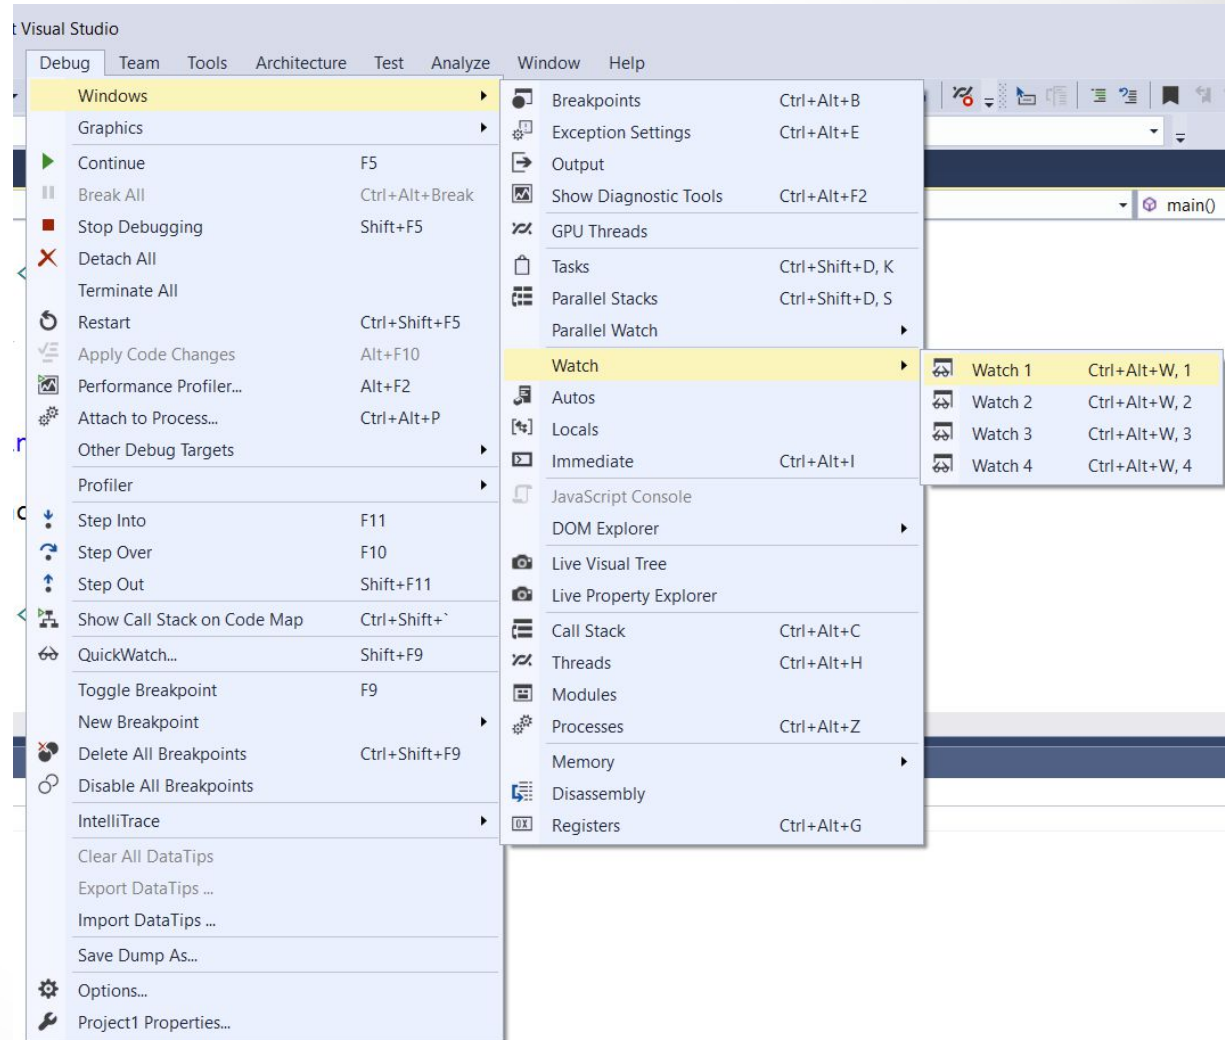 t Visual Studio
Debug Team Tools Architecture Test Analyze Window Help
Windows
Graphics
Continue F5
Break All Ctrl+Alt+Break
Stop Debugging Shift+F5
Detach All
Terminate All
Restart Ctrl+Shift+F5
Apply Code Changes Alt+F10
Performance Profiler... Alt+F2
Attach to Process... Ctrl+Alt+P
Other Debug Targets
Profiler
Step Into F11
Step Over F10
Step Out Shift+F11
Show Call Stack on Code Map Ctrl+Shift+`
QuickWatch... Shift+F9
Toggle Breakpoint F9
New Breakpoint
Delete All Breakpoints Ctrl+Shift+F9
Disable All Breakpoints
IntelliTrace
Clear All DataTips
Export DataTips ...
Import DataTips ...
Save Dump As...
Options...
Project1 Properties...
Breakpoints Ctrl+Alt+B
Exception Settings Ctrl+Alt+E
Output
Show Diagnostic Tools Ctrl+Alt+F2
GPU Threads
Tasks Ctrl+Shift+D, K
Parallel Stacks Ctrl+Shift+D, S
Parallel Watch
Watch
Autos
Locals
Immediate Ctrl+Alt+I
JavaScript Console
DOM Explorer
Live Visual Tree
Live Property Explorer
Call Stack Ctrl+Alt+C
Threads Ctrl+Alt+H
Modules
Processes Ctrl+Alt+Z
Memory
Disassembly
Registers Ctrl+Alt+G
Watch 1 Ctrl+Alt+W, 1
Watch 2 Ctrl+Alt+W, 2
Watch 3 Ctrl+Alt+W, 3
Watch 4 Ctrl+Alt+W, 4
main()